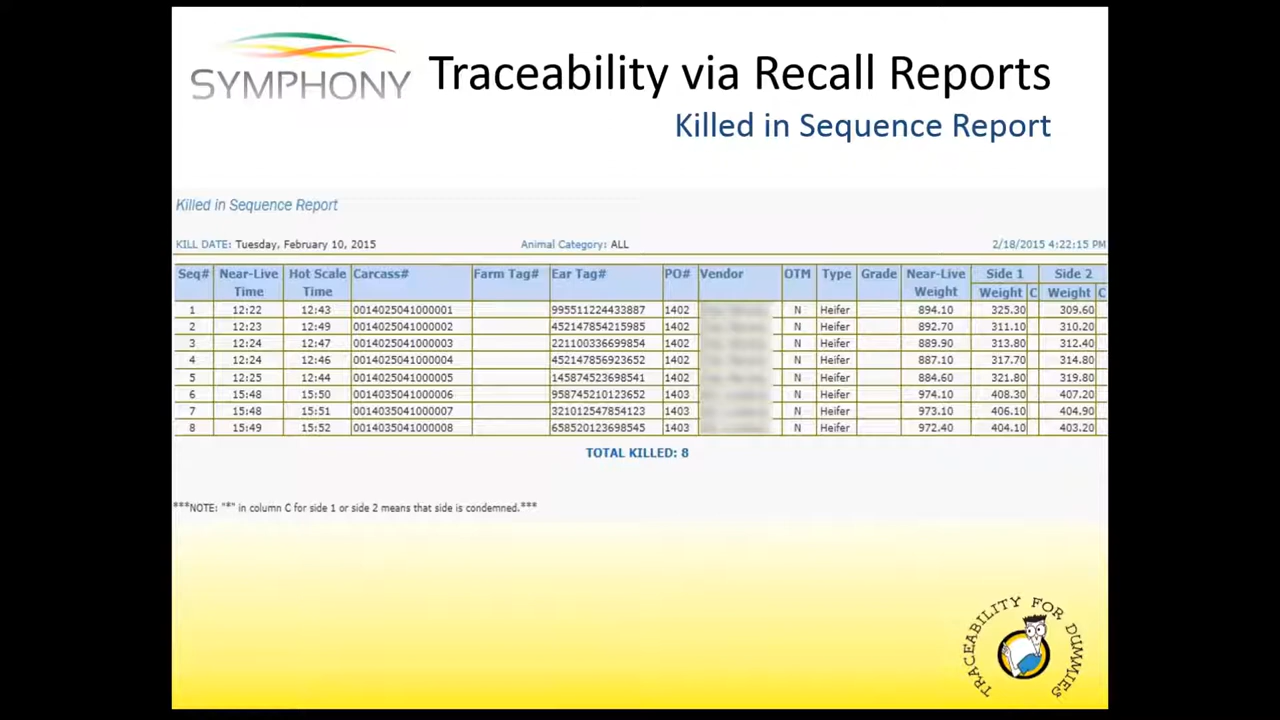 SYMPHONY
Traceability via Recall Reports
Killed in Sequence Report
Killed in Sequence Report
KILL DATE: Tuesday, February 10, 2015 Animal Category: ALL 2/18/2015 4:22:15 PM
Seq# Near-Live Time Hot Scale Time Carcass# Farm Tag# Ear Tag# PO# Vendor OTM Type Grade Near-Live Weight Side 1 Weight C Side 2 Weight C
1 12:22 12:43 0014025041000001 995511224433887 1402 N Heifer 894.10 325.30 309.60
2 12:23 12:49 0014025041000002 452147854215985 1402 N Heifer 892.70 311.10 310.20
3 12:24 12:47 0014025041000003 221100336699854 1402 N Heifer 889.90 313.80 312.40
4 12:24 12:46 0014025041000004 452147856923652 1402 N Heifer 887.10 317.70 314.80
5 12:25 12:44 0014025041000005 145874523698541 1402 N Heifer 884.60 321.80 319.80
6 15:48 15:50 0014035041000006 958745210123652 1403 N Heifer 974.10 408.30 407.20
7 15:48 15:51 0014035041000007 321012547854123 1403 N Heifer 973.10 406.10 404.90
8 15:49 15:52 0014035041000008 658520123698545 1403 N Heifer 972.40 404.10 403.20
TOTAL KILLED: 8
***NOTE: "*" in column C for side 1 or side 2 means that side is condemned.***
TRACEABILITY FOR DUMMIES